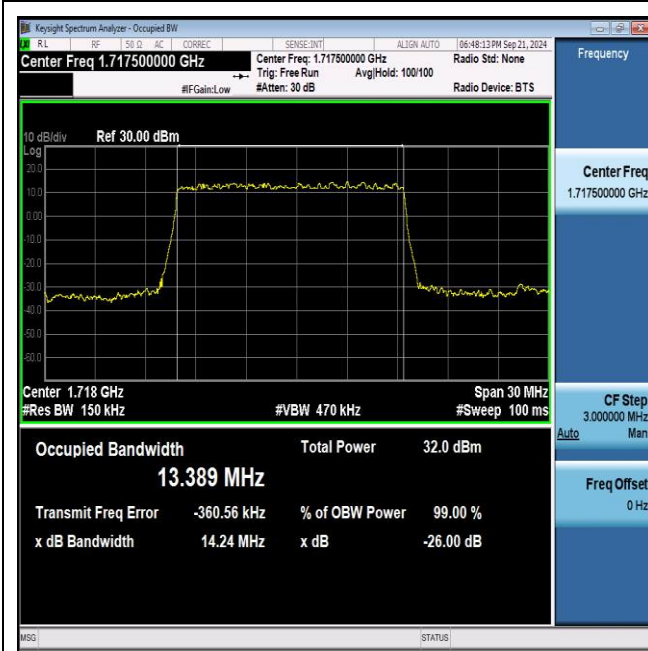 Keysight Spectrum Analyzer - Occupied BW
RL RF 50 Ω AC CORREC SENSE:INT ALIGN AUTO 06:48:13 PM Sep 21, 2024
Center Freq 1.717500000 GHz
Center Freq: 1.717500000 GHz
Radio Std: None
Trig: Free Run Avg|Hold: 100/100
#IFGain:Low #Atten: 30 dB Radio Device: BTS
10 dB/div Ref 30.00 dBm
Log
20.0
10.0
0.00
-10.0
-20.0
-30.0
-40.0
-50.0
-60.0
Center 1.718 GHz Span 30 MHz
#Res BW 150 kHz #VBW 470 kHz #Sweep 100 ms
Occupied Bandwidth Total Power 32.0 dBm
13.389 MHz
Transmit Freq Error -360.56 kHz % of OBW Power 99.00 %
x dB Bandwidth 14.24 MHz x dB -26.00 dB
MSG STATUS
Frequency
Center Freq
1.717500000 GHz
CF Step
3.000000 MHz
Auto Man
Freq Offset
0 Hz